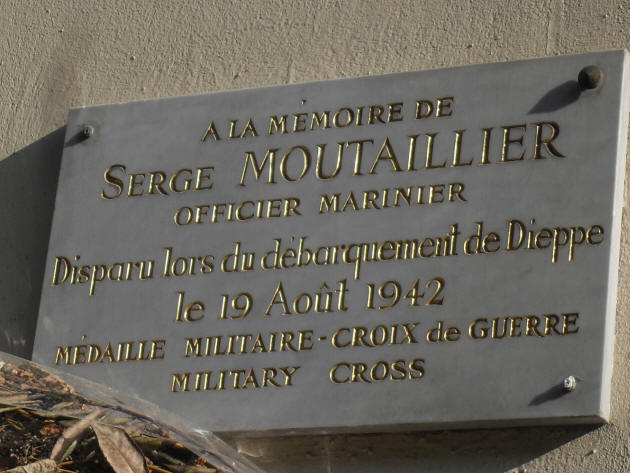 A LA MÉMOIRE DE
SERGE MOUTAILLIER
OFFICIER MARINIER
Disparu lors du débarquement de Dieppe
le 19 Août 1942
MÉDAILLE MILITAIRE - CROIX de GUERRE
MILITARY CROSS